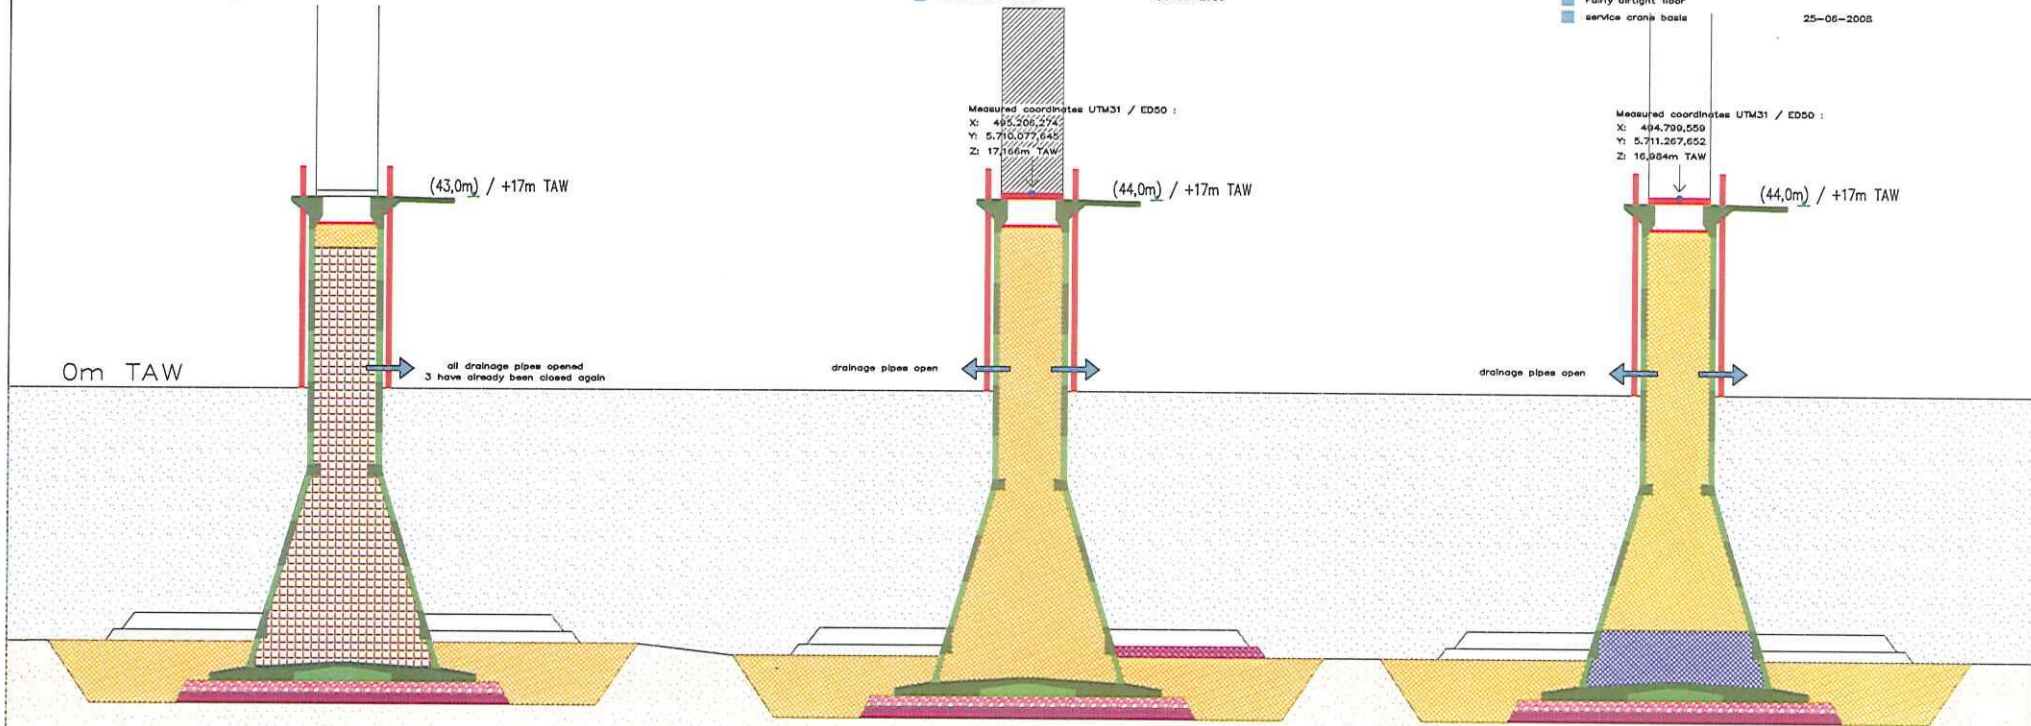 Fairly airtight floor
service crane basis
25-06-2008
Measured coordinates UTM31 / ED50 :
X: 495.206,274
Y: 5.710.077,645
Z: 17,166m TAW
Measured coordinates UTM31 / ED50 :
X: 494.799,559
Y: 5.711.267,652
Z: 16,984m TAW
(43,0m) / +17m TAW
(44,0m) / +17m TAW
(44,0m) / +17m TAW
0m TAW
all drainage pipes opened
3 have already been closed again
drainage pipes open
drainage pipes open